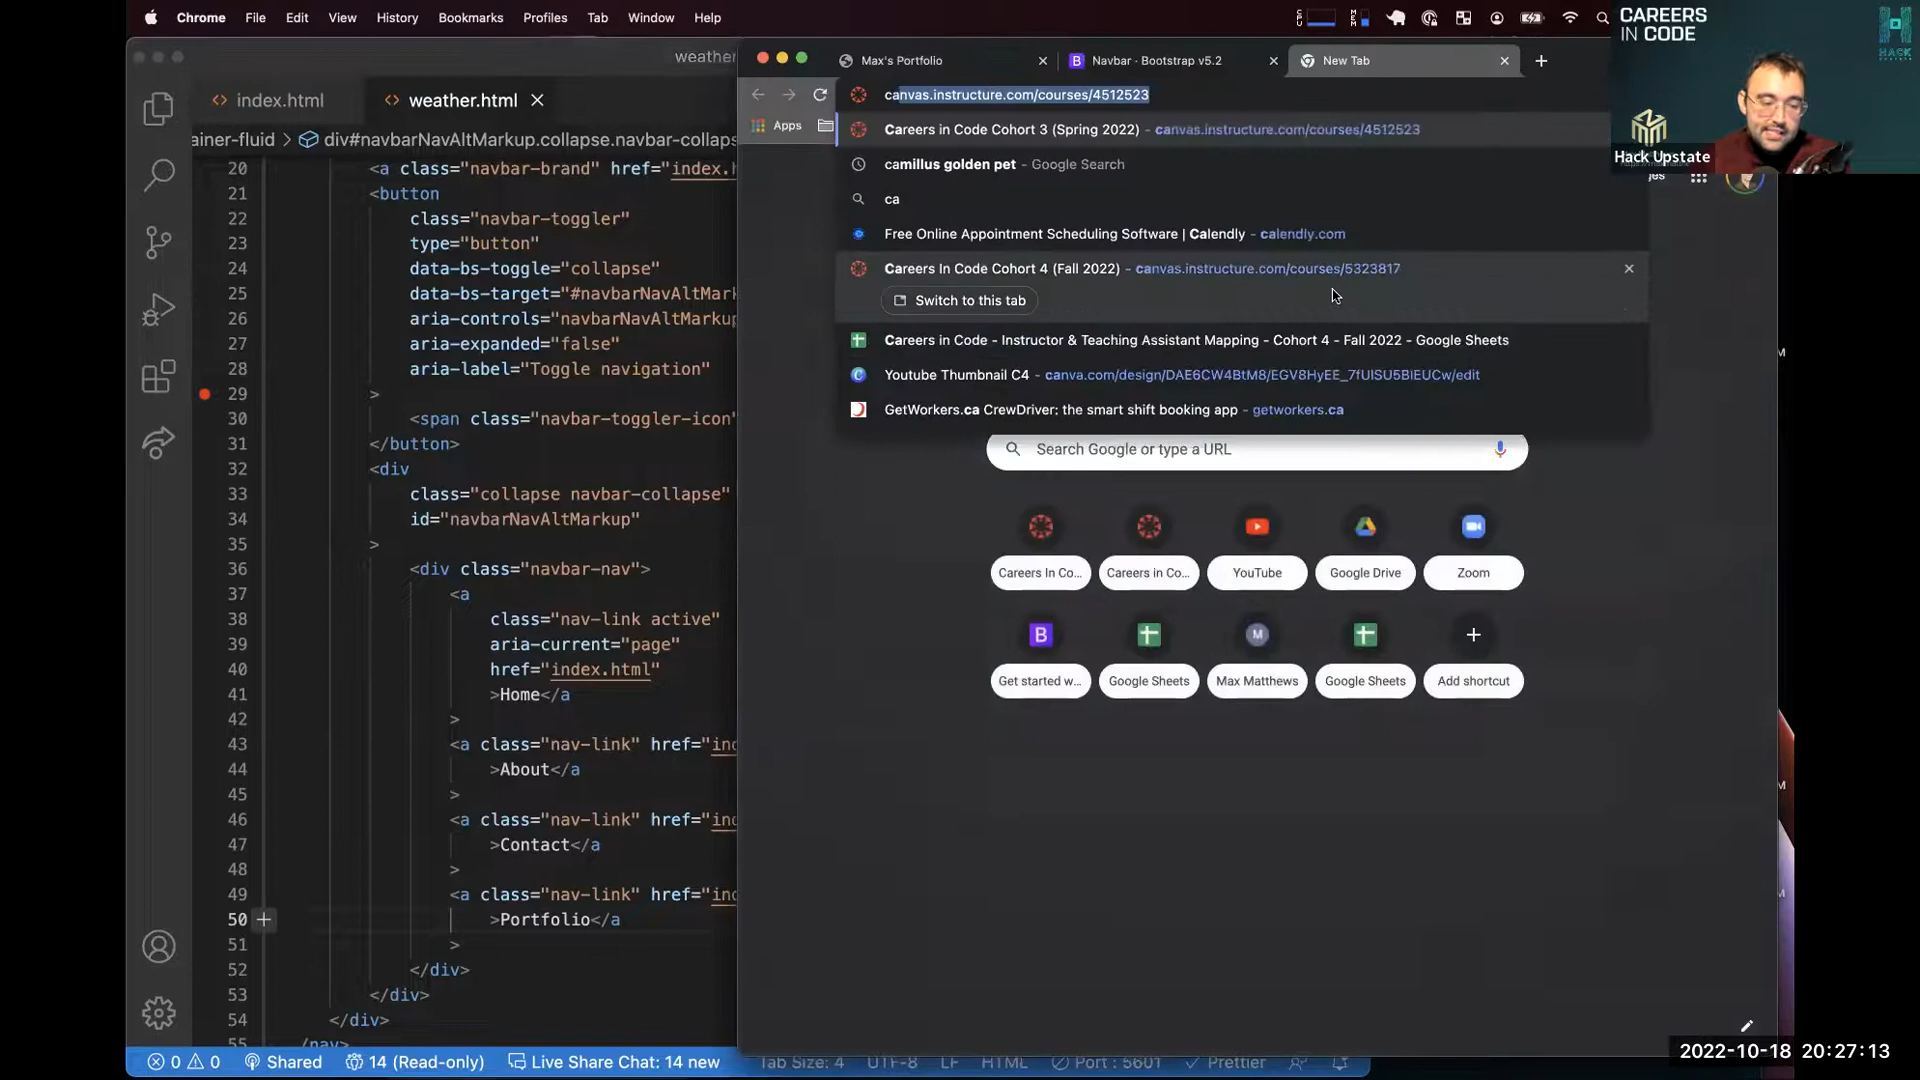 Chrome File Edit View History Bookmarks Profiles Tab Window Help
CPU
MEM
CAREERS
IN CODE
HACK
UPSTATE
Hack Upstate
weather
index.html
weather.html
ainer-fluid
div#navbarNavAltMarkup.collapse.navbar-collaps
20 <a class="navbar-brand" href="index.h
21 <button
22 class="navbar-toggler"
23 type="button"
24 data-bs-toggle="collapse"
25 data-bs-target="#navbarNavAltMark
26 aria-controls="navbarNavAltMarkup
27 aria-expanded="false"
28 aria-label="Toggle navigation"
29 >
30 <span class="navbar-toggler-icon"
31 </button>
32 <div
33 class="collapse navbar-collapse"
34 id="navbarNavAltMarkup"
35 >
36 <div class="navbar-nav">
37 <a
38 class="nav-link active"
39 aria-current="page"
40 href="index.html"
41 >Home</a
42 >
43 <a class="nav-link" href="ind
44 >About</a
45 >
46 <a class="nav-link" href="ind
47 >Contact</a
48 >
49 <a class="nav-link" href="ind
50 >Portfolio</a
51 >
52 </div>
53 </div>
54 </div>
55 </nav>
0 0 Shared 14 (Read-only) Live Share Chat: 14 new Tab Size: 4 UTF-8 LF HTML Port : 5601 Prettier
Max's Portfolio
Navbar · Bootstrap v5.2
New Tab
canvas.instructure.com/courses/4512523
Apps
Careers in Code Cohort 3 (Spring 2022) - canvas.instructure.com/courses/4512523
camillus golden pet - Google Search
ca
Free Online Appointment Scheduling Software | Calendly - calendly.com
Careers In Code Cohort 4 (Fall 2022) - canvas.instructure.com/courses/5323817
Switch to this tab
Careers in Code - Instructor & Teaching Assistant Mapping - Cohort 4 - Fall 2022 - Google Sheets
Youtube Thumbnail C4 - canva.com/design/DAE6CW4BtM8/EGV8HyEE_7fUlSU5BlEUCw/edit
GetWorkers.ca CrewDriver: the smart shift booking app - getworkers.ca
Search Google or type a URL
Careers In Co...
Careers in Co...
YouTube
Google Drive
Zoom
B
M
Get started w...
Google Sheets
Max Matthews
Google Sheets
Add shortcut
2022-10-18 20:27:13